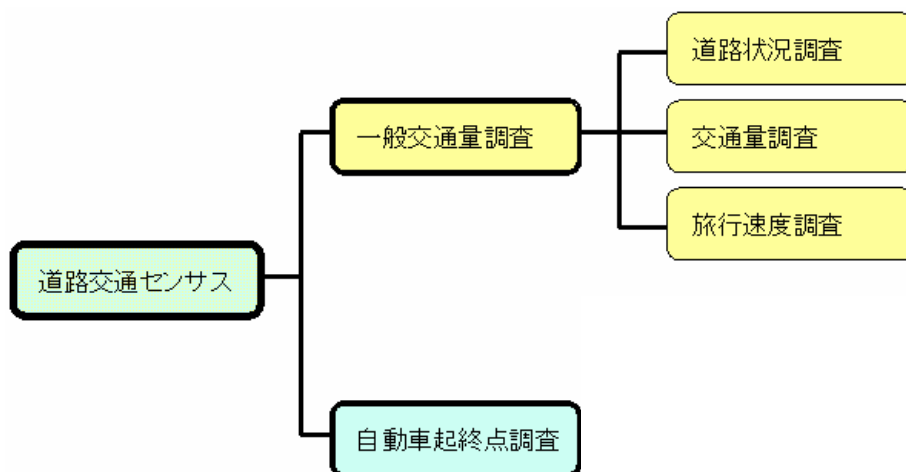 道路状況調査
一般交通量調査
交通量調査
旅行速度調査
道路交通センサス
自動車起終点調査